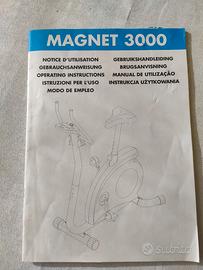 MAGNET 3000
NOTICE D'UTILISATION
GEBRAUCHSANWEISUNG
OPERATING INSTRUCTIONS
ISTRUZIONI PER L'USO
MODO DE EMPLEO
GEBRUIKSHANDLEIDING
BRUGSANVISNING
MANUAL DE UTILIZAÇÃO
INSTRUKCJA UŻYTKOWANIA
Subito